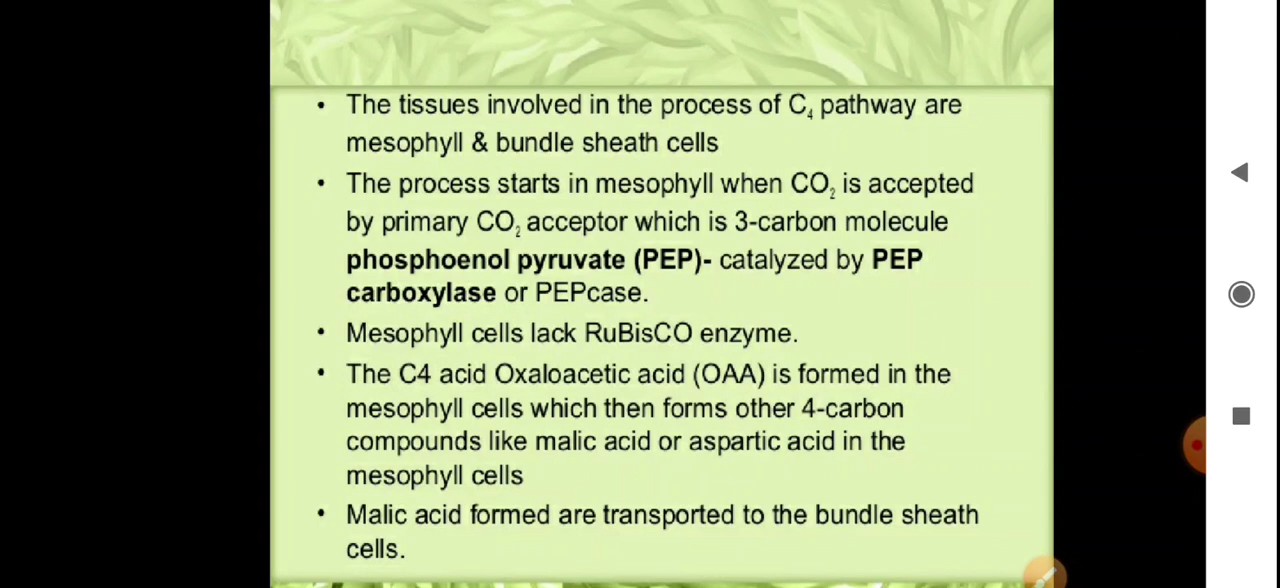 • The tissues involved in the process of C₄ pathway are
mesophyll & bundle sheath cells
• The process starts in mesophyll when CO₂ is accepted
by primary CO₂ acceptor which is 3-carbon molecule
phosphoenol pyruvate (PEP)- catalyzed by PEP
carboxylase or PEPcase.
• Mesophyll cells lack RuBisCO enzyme.
• The C4 acid Oxaloacetic acid (OAA) is formed in the
mesophyll cells which then forms other 4-carbon
compounds like malic acid or aspartic acid in the
mesophyll cells
• Malic acid formed are transported to the bundle sheath
cells.